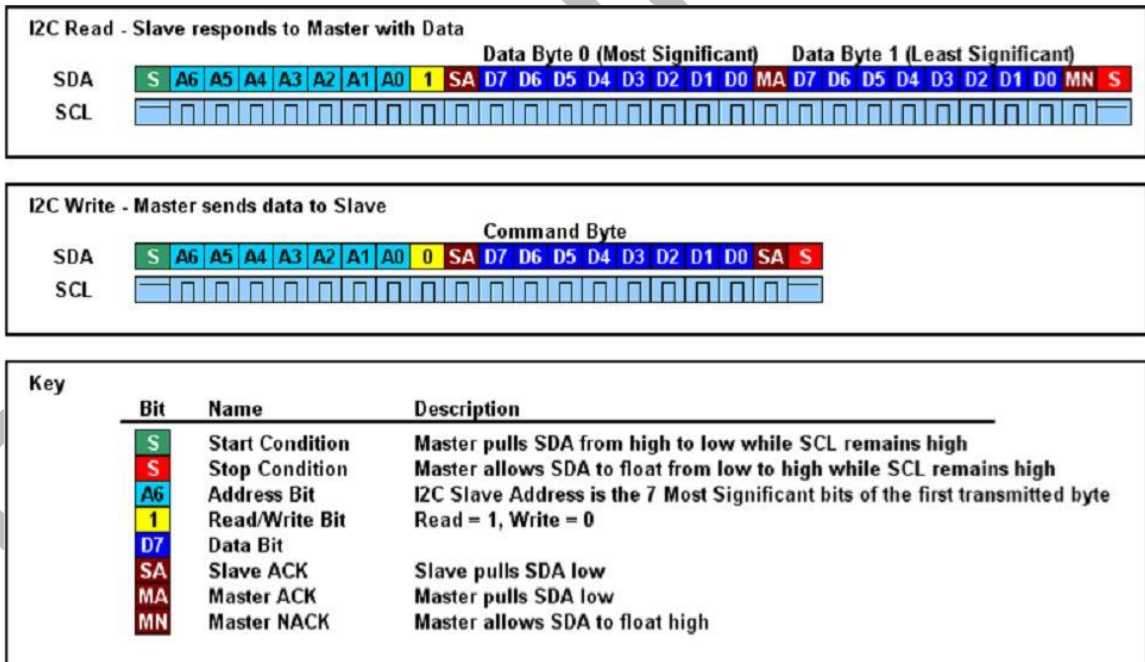 I2C Read - Slave responds to Master with Data
Data Byte 0 (Most Significant) Data Byte 1 (Least Significant)
SDA S A6 A5 A4 A3 A2 A1 A0 1 SA D7 D6 D5 D4 D3 D2 D1 D0 MA D7 D6 D5 D4 D3 D2 D1 D0 MN S
SCL
I2C Write - Master sends data to Slave
Command Byte
SDA S A6 A5 A4 A3 A2 A1 A0 0 SA D7 D6 D5 D4 D3 D2 D1 D0 SA S
SCL
Key
Bit Name Description
S Start Condition Master pulls SDA from high to low while SCL remains high
S Stop Condition Master allows SDA to float from low to high while SCL remains high
A6 Address Bit I2C Slave Address is the 7 Most Significant bits of the first transmitted byte
1 Read/Write Bit Read = 1, Write = 0
D7 Data Bit
SA Slave ACK Slave pulls SDA low
MA Master ACK Master pulls SDA low
MN Master NACK Master allows SDA to float high